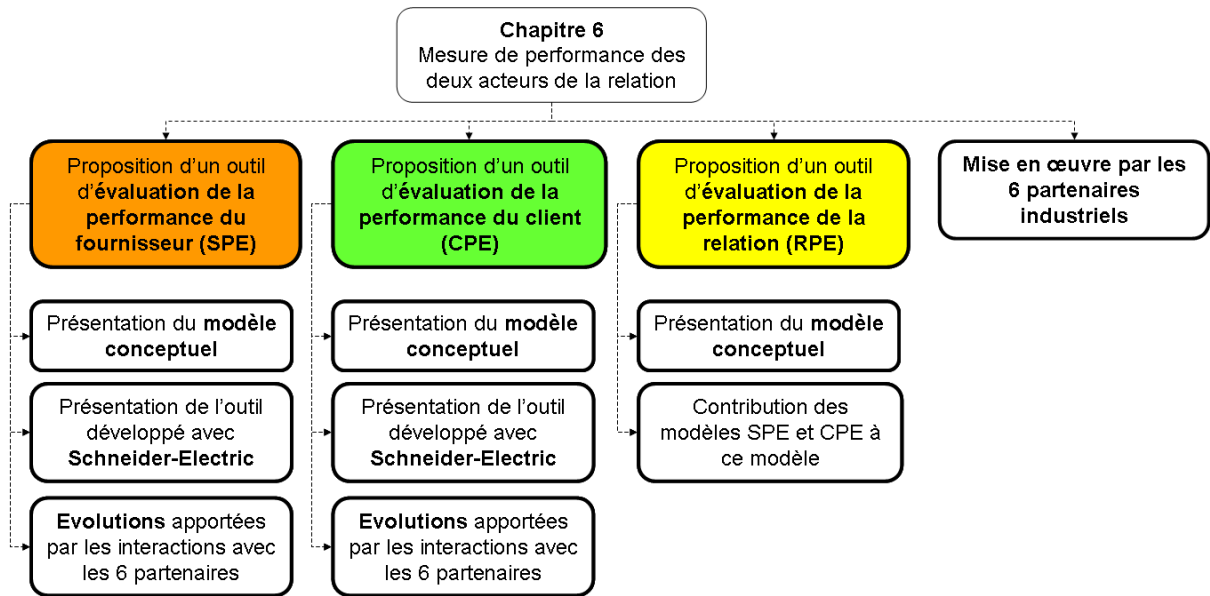 Chapitre 6
Mesure de performance des
deux acteurs de la relation
Proposition d'un outil
d'évaluation de la
performance du
fournisseur (SPE)
Présentation du modèle
conceptuel
Présentation de l'outil
développé avec
Schneider-Electric
Evolutions apportées
par les interactions avec
les 6 partenaires
Proposition d'un outil
d'évaluation de la
performance du client
(CPE)
Présentation du modèle
conceptuel
Présentation de l'outil
développé avec
Schneider-Electric
Evolutions apportées
par les interactions avec
les 6 partenaires
Proposition d'un outil
d'évaluation de la
performance de la
relation (RPE)
Présentation du modèle
conceptuel
Contribution des
modèles SPE et CPE à
ce modèle
Mise en œuvre par les
6 partenaires
industriels